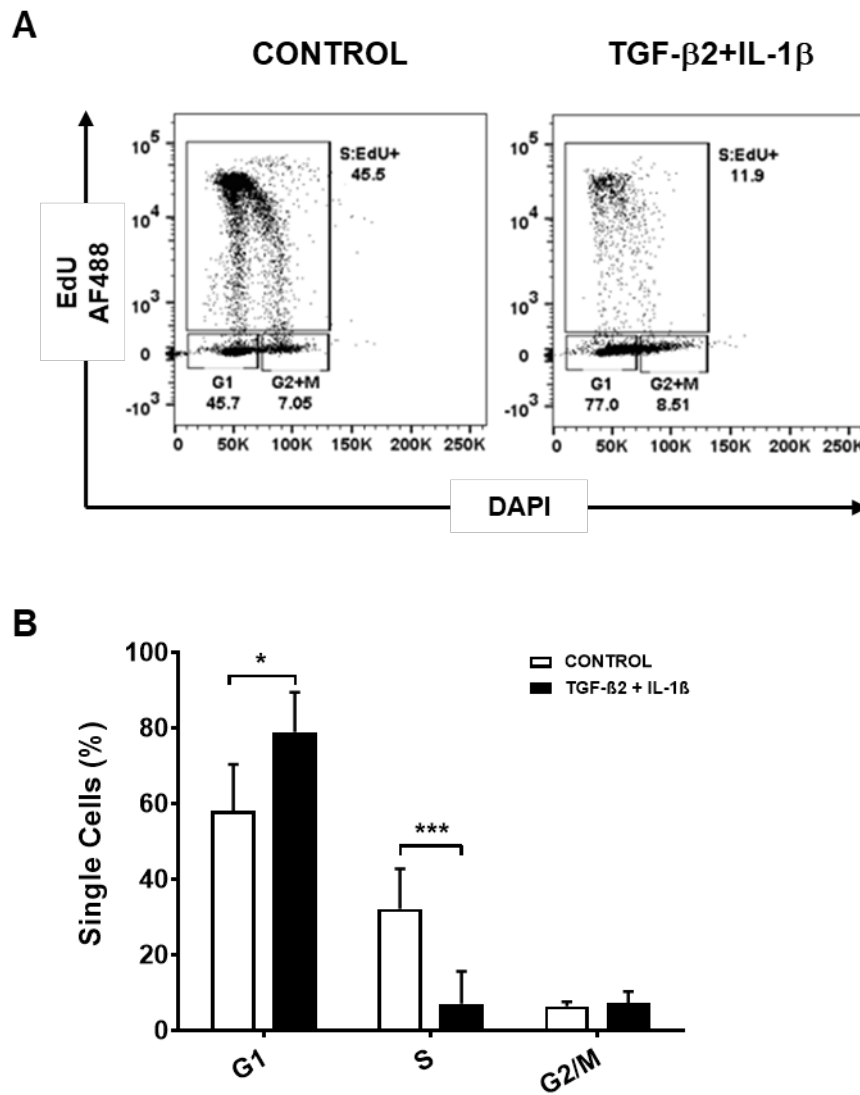 A
CONTROL
TGF-β2+IL-1β
EdU
AF488
10⁵
10⁴
10³
0
-10³
S:EdU+
45.5
G1
45.7
G2+M
7.05
0 50K 100K 150K 200K 250K
10⁵
10⁴
10³
0
-10³
S:EdU+
11.9
G1
77.0
G2+M
8.51
0 50K 100K 150K 200K 250K
DAPI
B
Single Cells (%)
100
80
60
40
20
0
*
***
CONTROL
TGF-ß2 + IL-1ß
G1
S
G2/M